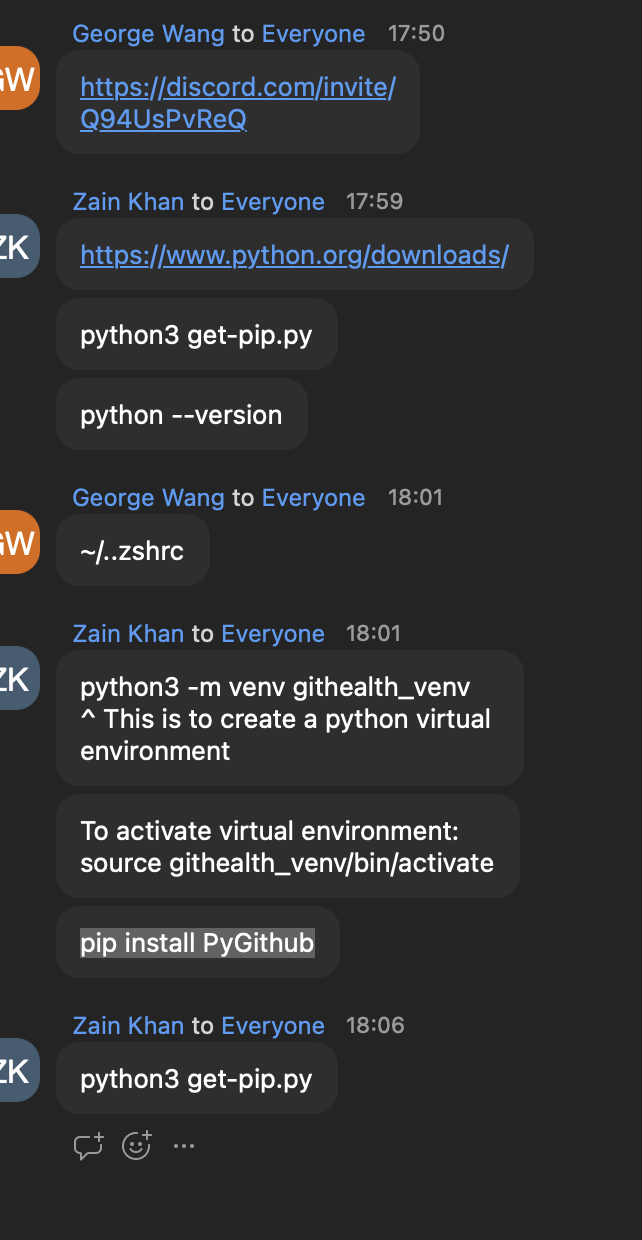 George Wang to Everyone 17:50
GW
https://discord.com/invite/
Q94UsPvReQ
Zain Khan to Everyone 17:59
ZK
https://www.python.org/downloads/
python3 get-pip.py
python --version
George Wang to Everyone 18:01
GW
~/..zshrc
Zain Khan to Everyone 18:01
ZK
python3 -m venv githealth_venv
^ This is to create a python virtual
environment
To activate virtual environment:
source githealth_venv/bin/activate
pip install PyGithub
Zain Khan to Everyone 18:06
ZK
python3 get-pip.py